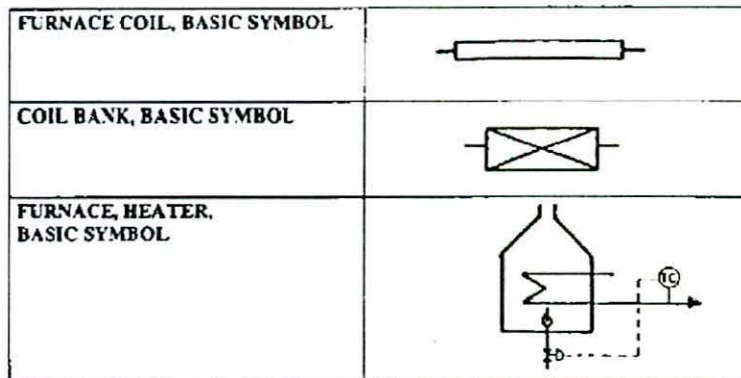 FURNACE COIL, BASIC SYMBOL
COIL BANK, BASIC SYMBOL
FURNACE, HEATER,
BASIC SYMBOL
TC